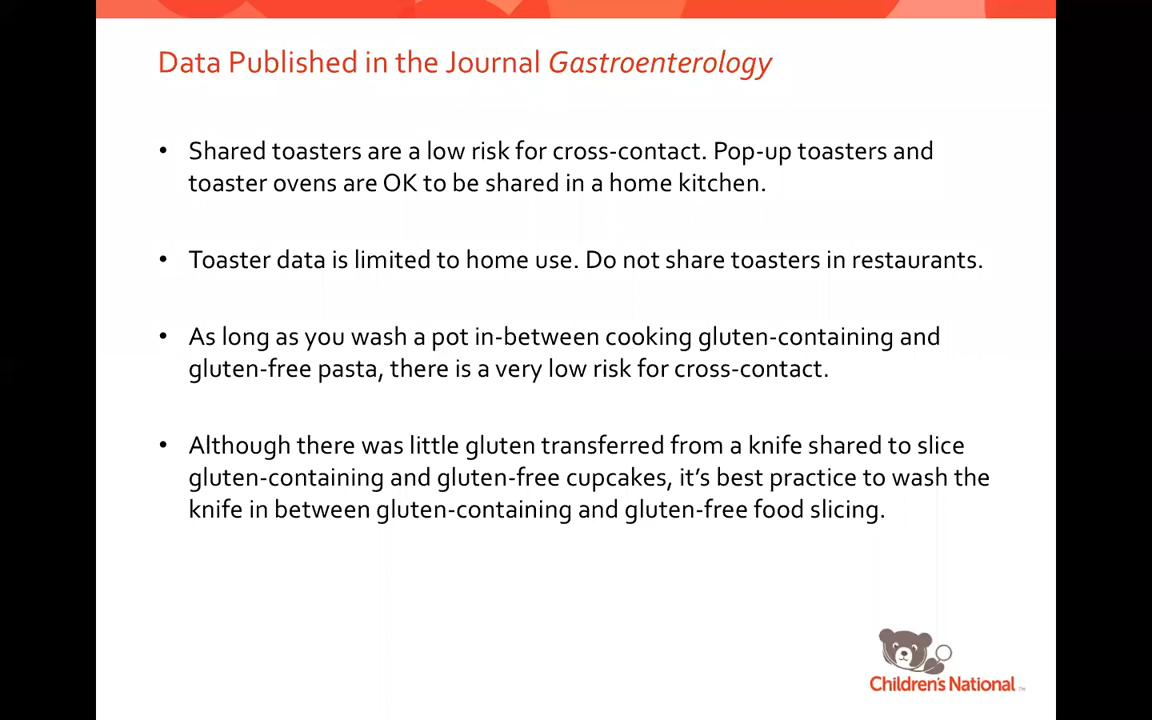 Data Published in the Journal Gastroenterology
• Shared toasters are a low risk for cross-contact. Pop-up toasters and
toaster ovens are OK to be shared in a home kitchen.
• Toaster data is limited to home use. Do not share toasters in restaurants.
• As long as you wash a pot in-between cooking gluten-containing and
gluten-free pasta, there is a very low risk for cross-contact.
• Although there was little gluten transferred from a knife shared to slice
gluten-containing and gluten-free cupcakes, it’s best practice to wash the
knife in between gluten-containing and gluten-free food slicing.
Children's National™